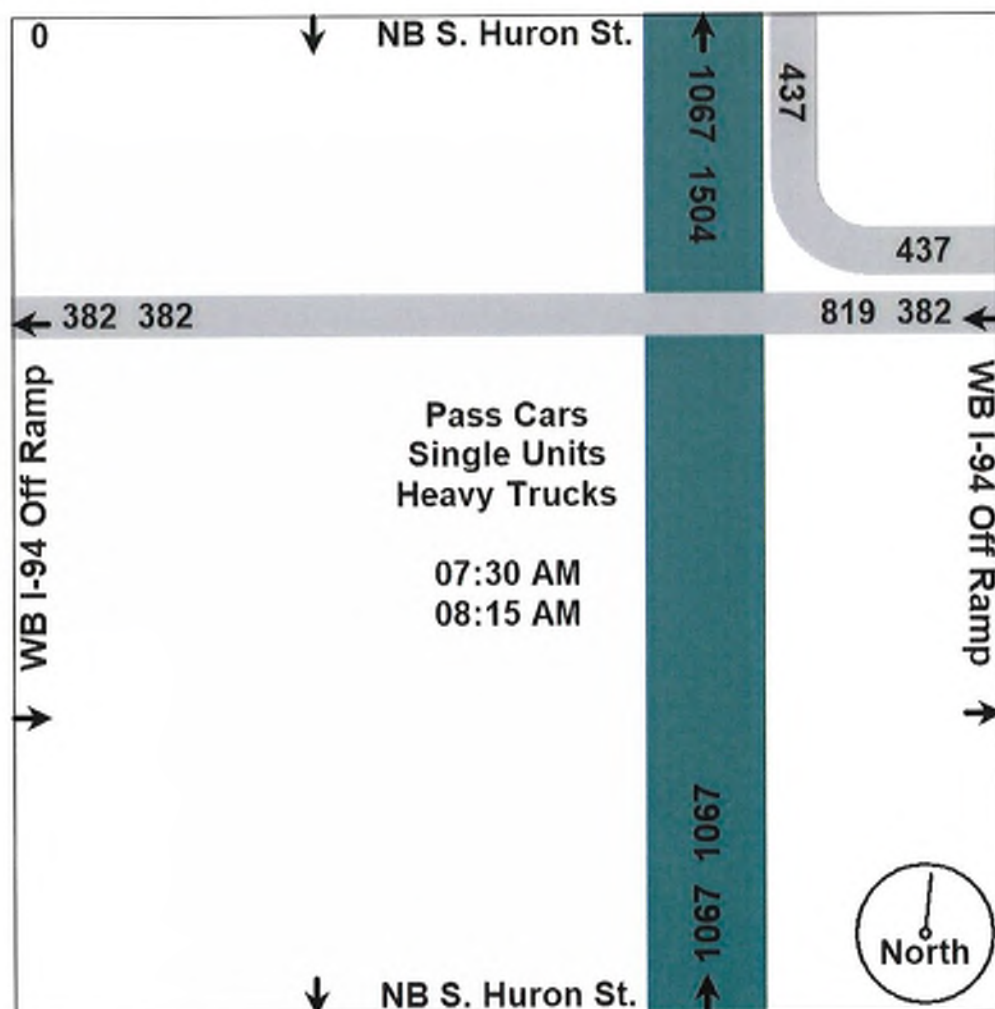 0
NB S. Huron St.
1067 1504
437
437
382 382
819 382
WB I-94 Off Ramp
WB I-94 Off Ramp
Pass Cars
Single Units
Heavy Trucks
07:30 AM
08:15 AM
1067 1067
North
NB S. Huron St.